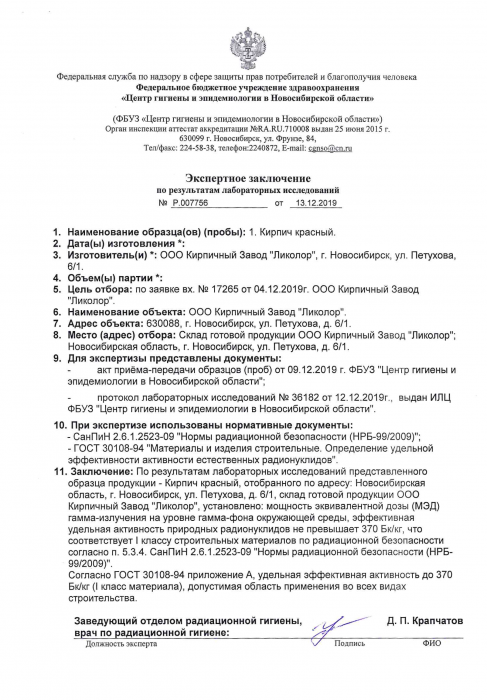 Федеральная служба по надзору в сфере защиты прав потребителей и благополучия человека
Федеральное бюджетное учреждение здравоохранения
«Центр гигиены и эпидемиологии в Новосибирской области»
(ФБУЗ «Центр гигиены и эпидемиологии в Новосибирской области»)
Орган инспекции аттестат аккредитации №RA.RU.710008 выдан 25 июня 2015 г.
630099 г. Новосибирск, ул. Фрунзе, 84,
Тел/факс: 224-58-38, телефон:2240872, E-mail: cgnso@cn.ru
Экспертное заключение
по результатам лабораторных исследований
№ Р.007756 от 13.12.2019
1. Наименование образца(ов) (пробы): 1. Кирпич красный.
2. Дата(ы) изготовления *:
3. Изготовитель(и) *: ООО Кирпичный Завод "Ликолор", г. Новосибирск, ул. Петухова,
6/1.
4. Объем(ы) партии *:
5. Цель отбора: по заявке вх. № 17265 от 04.12.2019г. ООО Кирпичный Завод
"Ликолор".
6. Наименование объекта: ООО Кирпичный Завод "Ликолор".
7. Адрес объекта: 630088, г. Новосибирск, ул. Петухова, д. 6/1.
8. Место (адрес) отбора: Склад готовой продукции ООО Кирпичный Завод "Ликолор";
Новосибирская область, г. Новосибирск, ул. Петухова, д. 6/1.
9. Для экспертизы представлены документы:
- акт приёма-передачи образцов (проб) от 09.12.2019 г. ФБУЗ "Центр гигиены и
эпидемиологии в Новосибирской области";
- протокол лабораторных исследований № 36182 от 12.12.2019г., выдан ИЛЦ
ФБУЗ "Центр гигиены и эпидемиологии в Новосибирской области".
10. При экспертизе использованы нормативные документы:
- СанПиН 2.6.1.2523-09 "Нормы радиационной безопасности (НРБ-99/2009)";
- ГОСТ 30108-94 "Материалы и изделия строительные. Определение удельной
эффективности активности естественных радионуклидов".
11. Заключение: По результатам лабораторных исследований представленного
образца продукции - Кирпич красный, отобранного по адресу: Новосибирская
область, г. Новосибирск, ул. Петухова, д. 6/1, склад готовой продукции ООО
Кирпичный Завод "Ликолор", установлено: мощность эквивалентной дозы (МЭД)
гамма-излучения на уровне гамма-фона окружающей среды, эффективная
удельная активность природных радионуклидов не превышает 370 Бк/кг, что
соответствует I классу строительных материалов по радиационной безопасности
согласно п. 5.3.4. СанПиН 2.6.1.2523-09 "Нормы радиационной безопасности (НРБ-
99/2009)".
Согласно ГОСТ 30108-94 приложение А, удельная эффективная активность до 370
Бк/кг (I класс материала), допустимая область применения во всех видах
строительства.
Заведующий отделом радиационной гигиены, Д. П. Крапчатов
врач по радиационной гигиене:
Должность эксперта Подпись ФИО